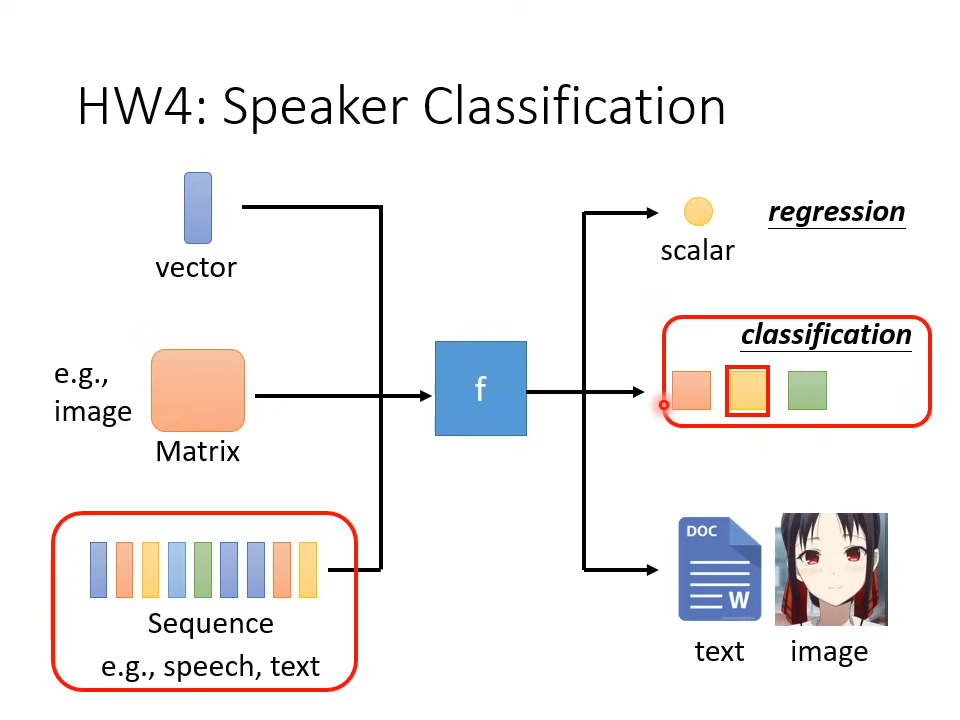 HW4: Speaker Classification
vector
e.g.,
image
Matrix
Sequence
e.g., speech, text
f
scalar
regression
classification
DOC
W
text
image